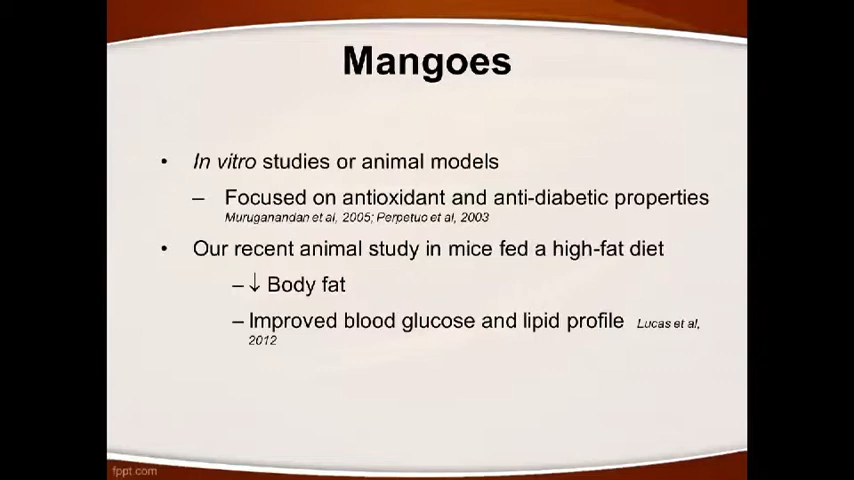 Mangoes
• In vitro studies or animal models
– Focused on antioxidant and anti-diabetic properties
Muruganandan et al, 2005; Perpetuo et al, 2003
• Our recent animal study in mice fed a high-fat diet
– ↓ Body fat
– Improved blood glucose and lipid profile Lucas et al,
2012
fppt.com